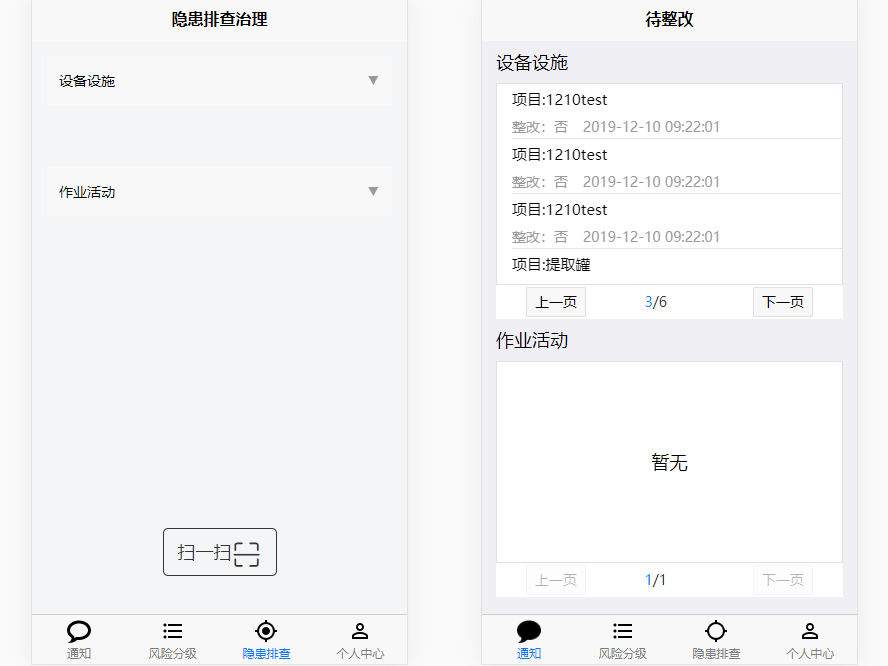 隐患排查治理
设备设施
作业活动
扫一扫
通知 风险分级 隐患排查 个人中心
待整改
设备设施
项目:1210test
整改：否 2019-12-10 09:22:01
项目:1210test
整改：否 2019-12-10 09:22:01
项目:1210test
整改：否 2019-12-10 09:22:01
项目:提取罐
上一页 3/6 下一页
作业活动
暂无
上一页 1/1 下一页
通知 风险分级 隐患排查 个人中心